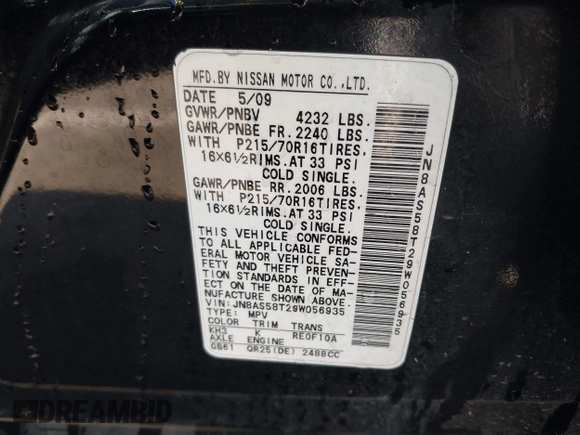 MFD.BY NISSAN MOTOR CO.,LTD.
DATE 5/09
GVWR/PNBV 4232 LBS.
GAWR/PNBE FR.2240 LBS.
WITH P215/70R16TIRES,
16X6½RIMS.AT 33 PSI
COLD SINGLE.
GAWR/PNBE RR.2006 LBS.
WITH P215/70R16TIRES,
16X6½RIMS.AT 33 PSI
COLD SINGLE.
THIS VEHICLE CONFORMS
TO ALL APPLICABLE FED-
ERAL MOTOR VEHICLE SA-
FETY AND THEFT PREVEN-
TION STANDARDS IN EFF-
ECT ON THE DATE OF MA-
NUFACTURE SHOWN ABOVE.
VIN:JN8AS58T29W056935
TYPE: MPV
COLOR TRIM TRANS
KH3 K RE0F10A
AXLE ENGINE
GB61 QR25(DE) 2488CC
JN8AS58T29W056935
DREAMBID